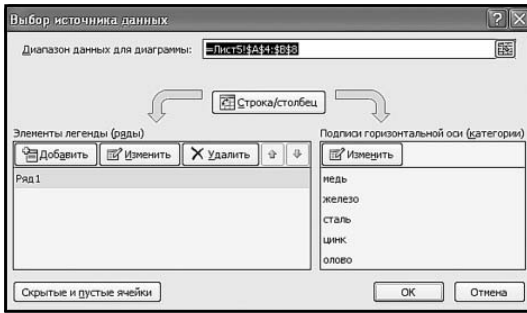 Выбор источника данных
Диапазон данных для диаграммы: =Лист5!$A$4:$B$8
Строка/столбец
Элементы легенды (ряды)
Подписи горизонтальной оси (категории)
Добавить Изменить Удалить
Изменить
Ряд1
медь
железо
сталь
цинк
олово
Скрытые и пустые ячейки
ОК Отмена